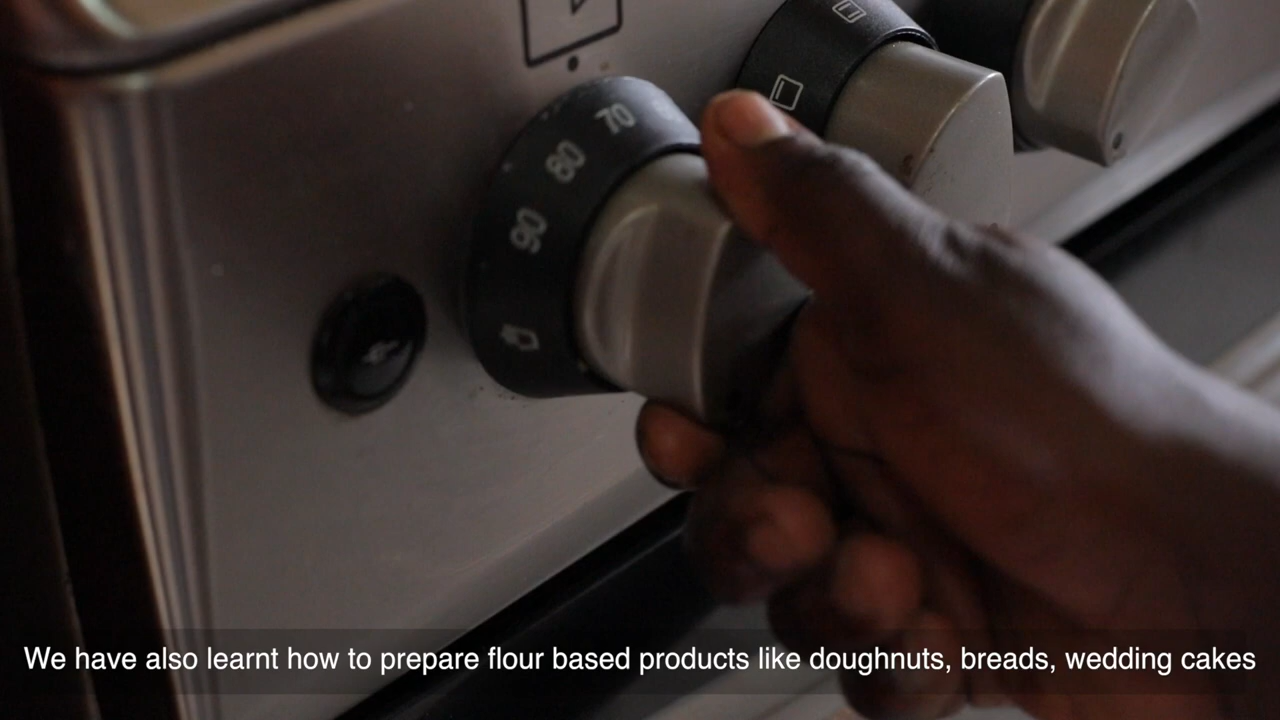 70
80
90
We have also learnt how to prepare flour based products like doughnuts, breads, wedding cakes